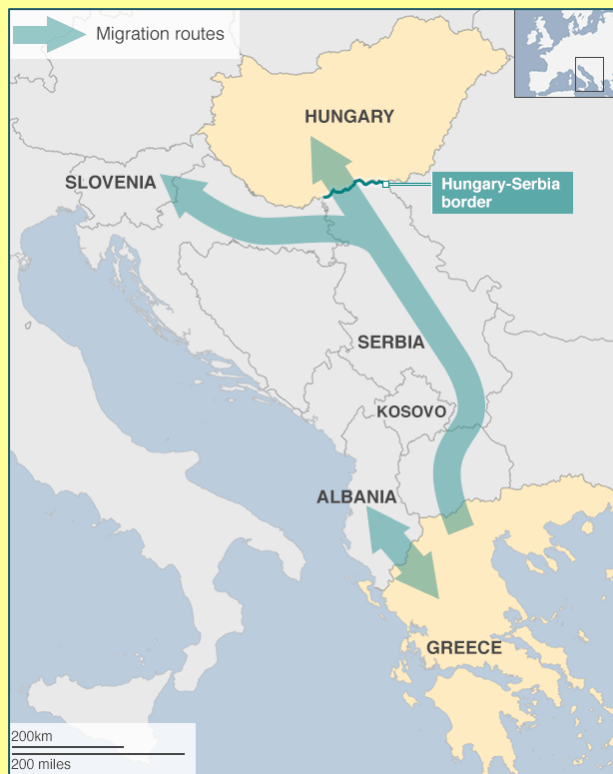 Migration routes
HUNGARY
SLOVENIA
Hungary-Serbia
border
SERBIA
KOSOVO
ALBANIA
GREECE
200km
200 miles